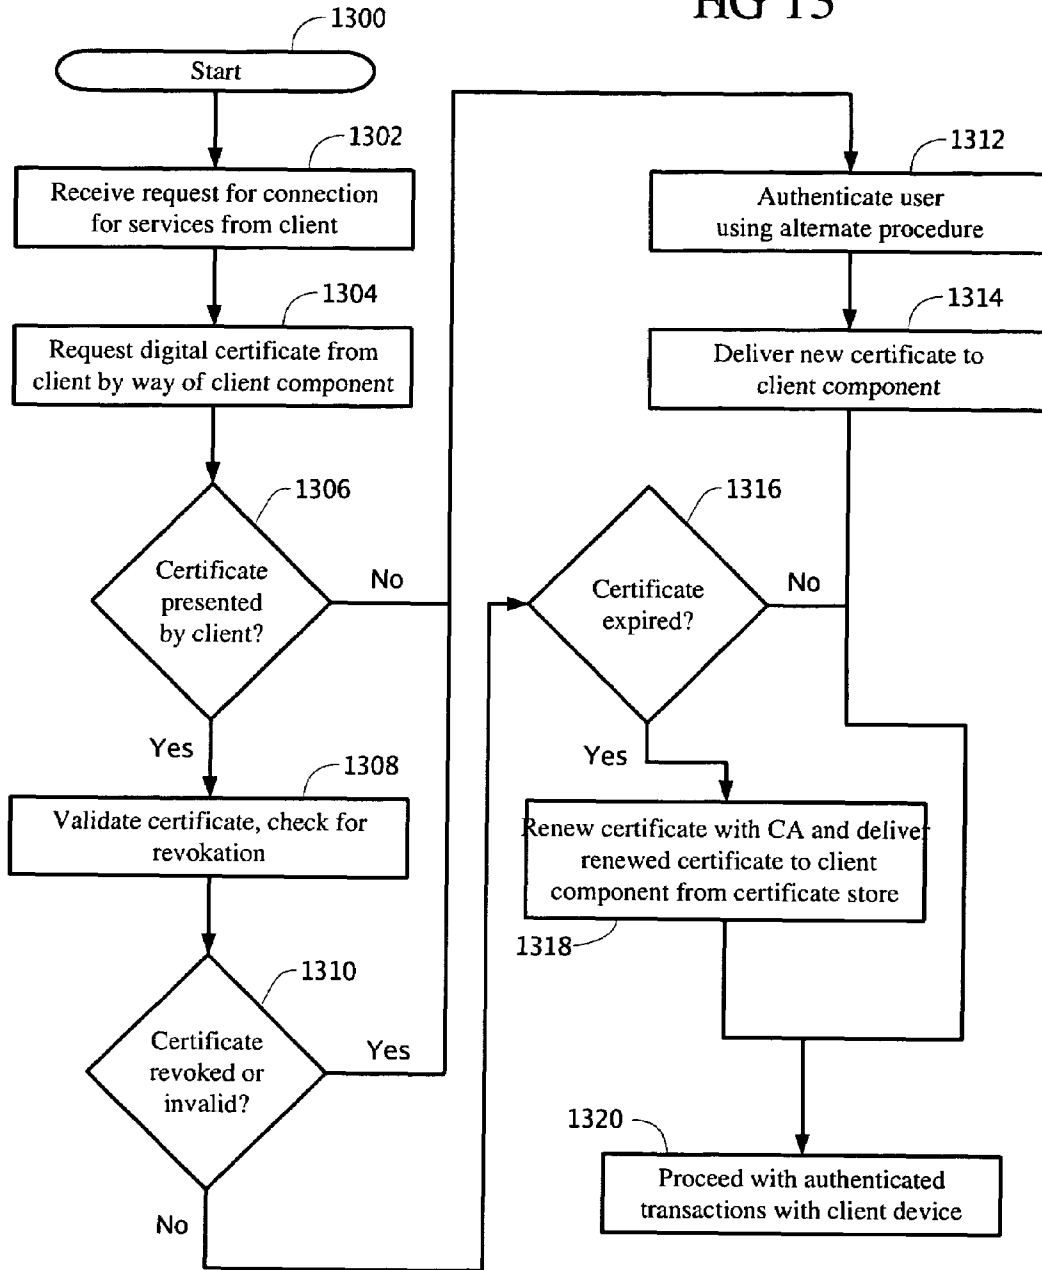 HG 13
1300
Start
1302
Receive request for connection
for services from client
1304
Request digital certificate from
client by way of client component
1306
Certificate
presented
by client?
No
Yes
1308
Validate certificate, check for
revokation
1310
Certificate
revoked or
invalid?
Yes
No
1312
Authenticate user
using alternate procedure
1314
Deliver new certificate to
client component
1316
Certificate
expired?
No
Yes
Renew certificate with CA and deliver
renewed certificate to client
component from certificate store
1318
1320
Proceed with authenticated
transactions with client device